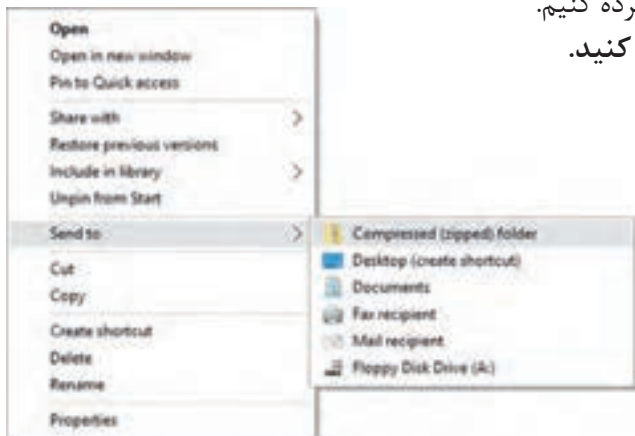 رده کنیم.
کنید.
Open
Open in new window
Pin to Quick access
Share with
Restore previous versions
Include in library
Unpin from Start
Send to
Cut
Copy
Create shortcut
Delete
Rename
Properties
Compressed (zipped) folder
Desktop (create shortcut)
Documents
Fax recipient
Mail recipient
Floppy Disk Drive (A:)